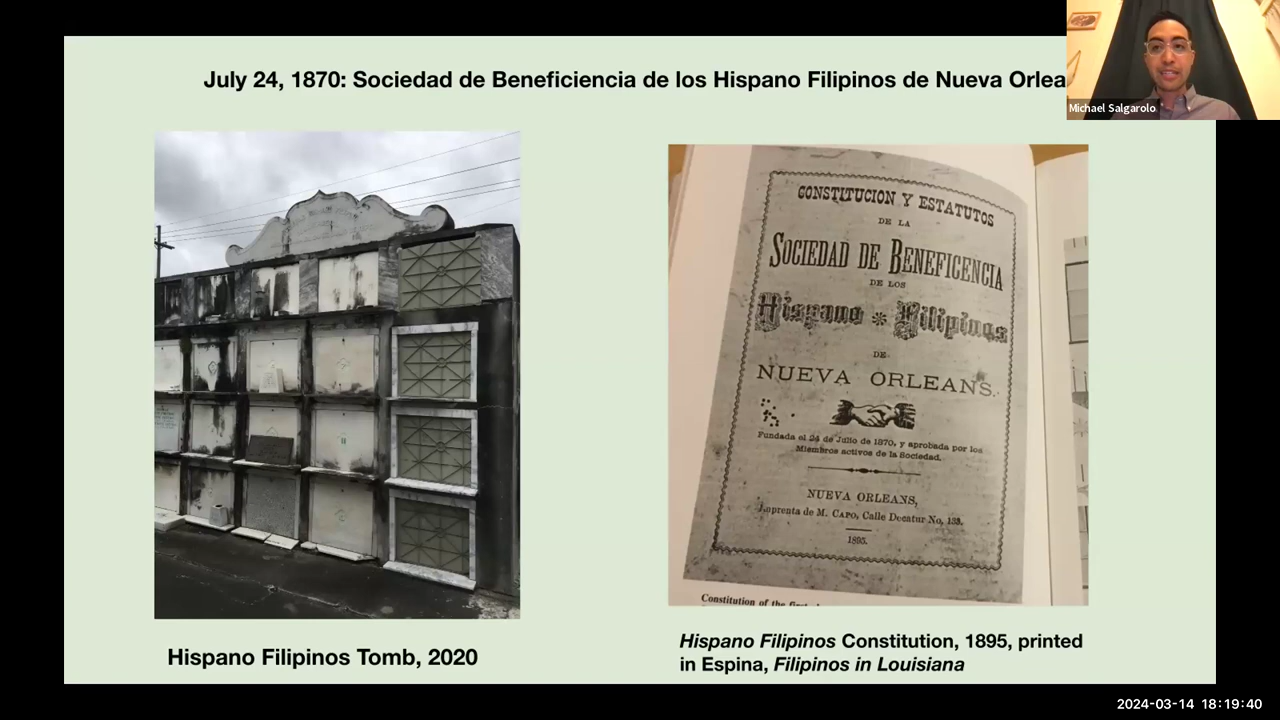 July 24, 1870: Sociedad de Beneficiencia de los Hispano Filipinos de Nueva Orlea
Michael Salgarolo
CONSTITUCION Y ESTATUTOS
DE LA
SOCIEDAD DE BENEFICENCIA
DE LOS
Hispano * Filipinos
DE
NUEVA ORLEANS.
Fundada el 24 de Julio de 1870, y aprobada por los
Miembros activos de la Sociedad.
NUEVA ORLEANS,
Imprenta de M. CAPO, Calle Decatur No, 133.
1895.
Constitution of the
Hispano Filipinos Tomb, 2020
Hispano Filipinos Constitution, 1895, printed
in Espina, Filipinos in Louisiana
2024-03-14 18:19:40